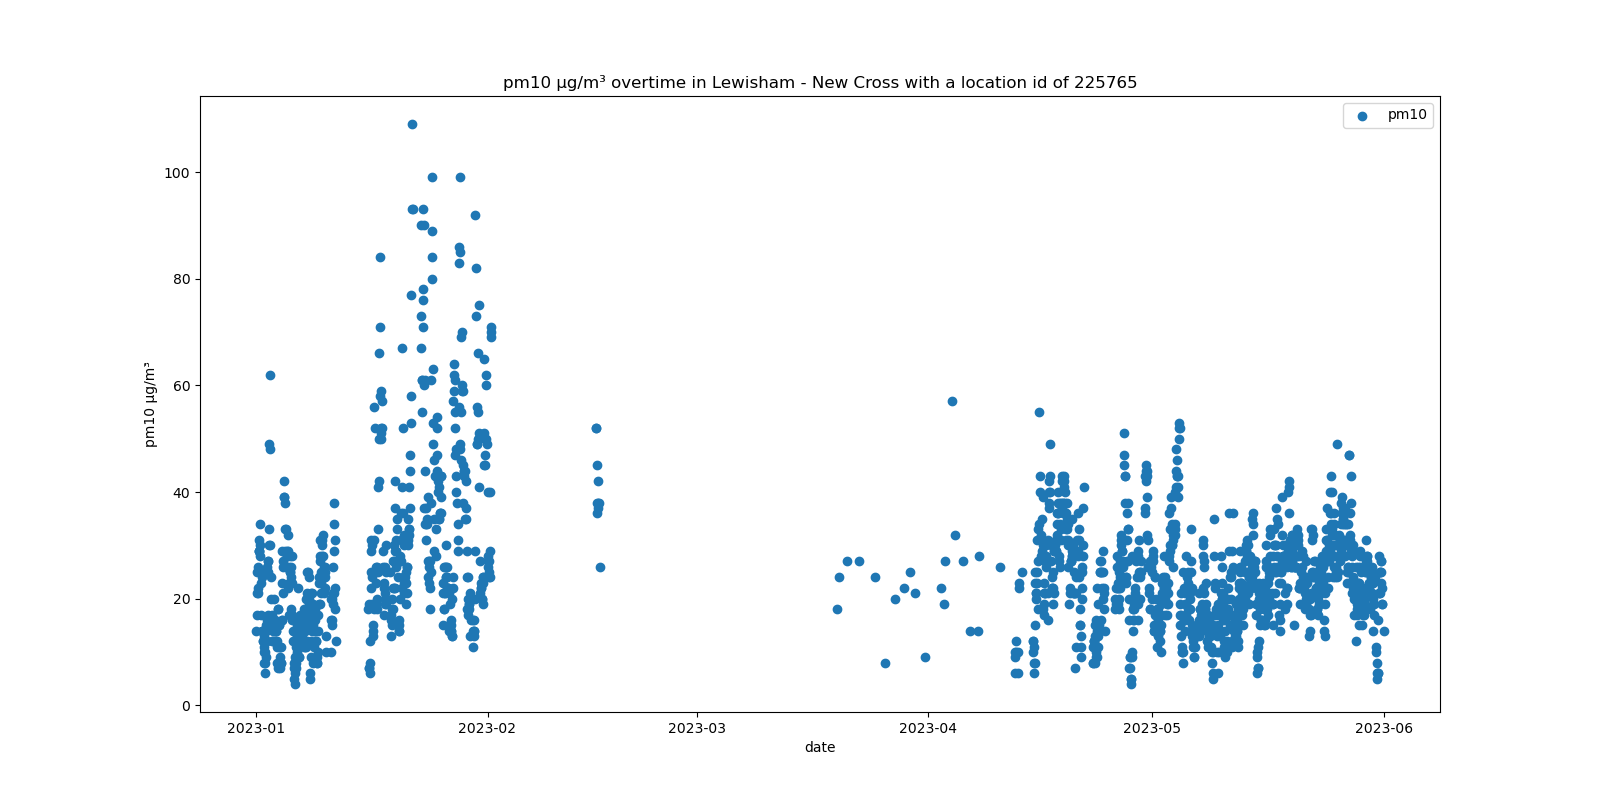 pm10 µg/m³ overtime in Lewisham - New Cross with a location id of 225765
pm10
100
80
60
40
20
0
pm10 µg/m³
2023-01 2023-02 2023-03 2023-04 2023-05 2023-06
date